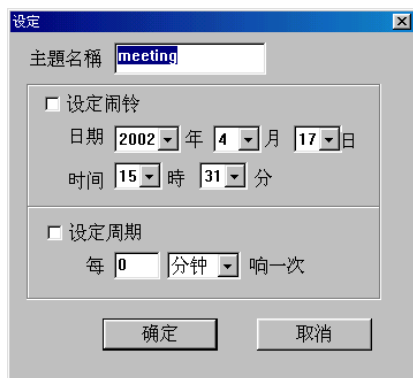 设定
主題名稱 meeting
设定闹铃
日期 2002 年 4 月 17 日
时间 15 時 31 分
设定周期
每 0 分钟 响一次
确定 取消